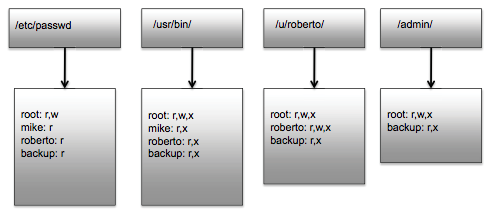 /etc/passwd
/usr/bin/
/u/roberto/
/admin/
root: r,w
mike: r
roberto: r
backup: r
root: r,w,x
mike: r,x
roberto: r,x
backup: r,x
root: r,w,x
roberto: r,w,x
backup: r,x
root: r,w,x
backup: r,x